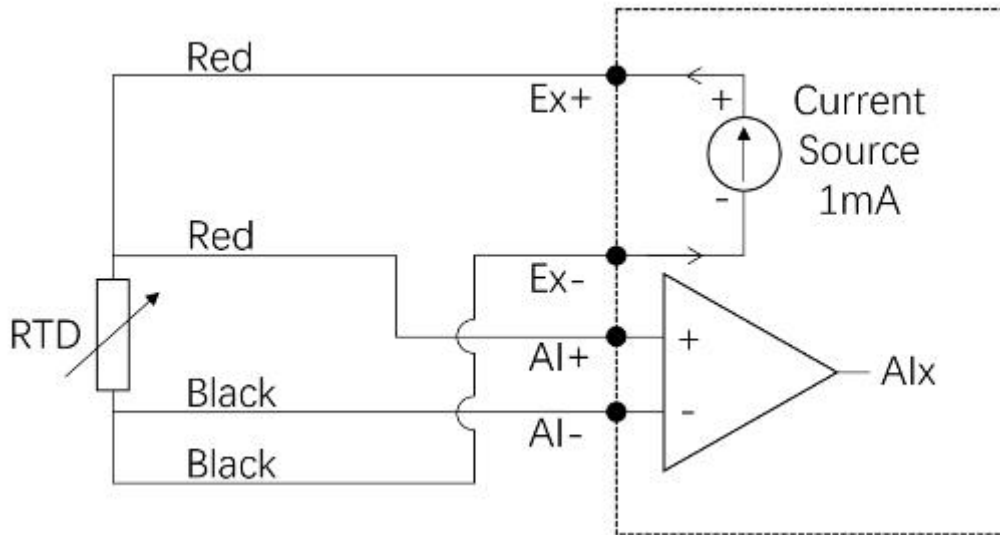 Red
Ex+
+
Current
Source
1mA
-
Red
Ex-
RTD
AI+
+
AIx
Black
AI-
-
Black